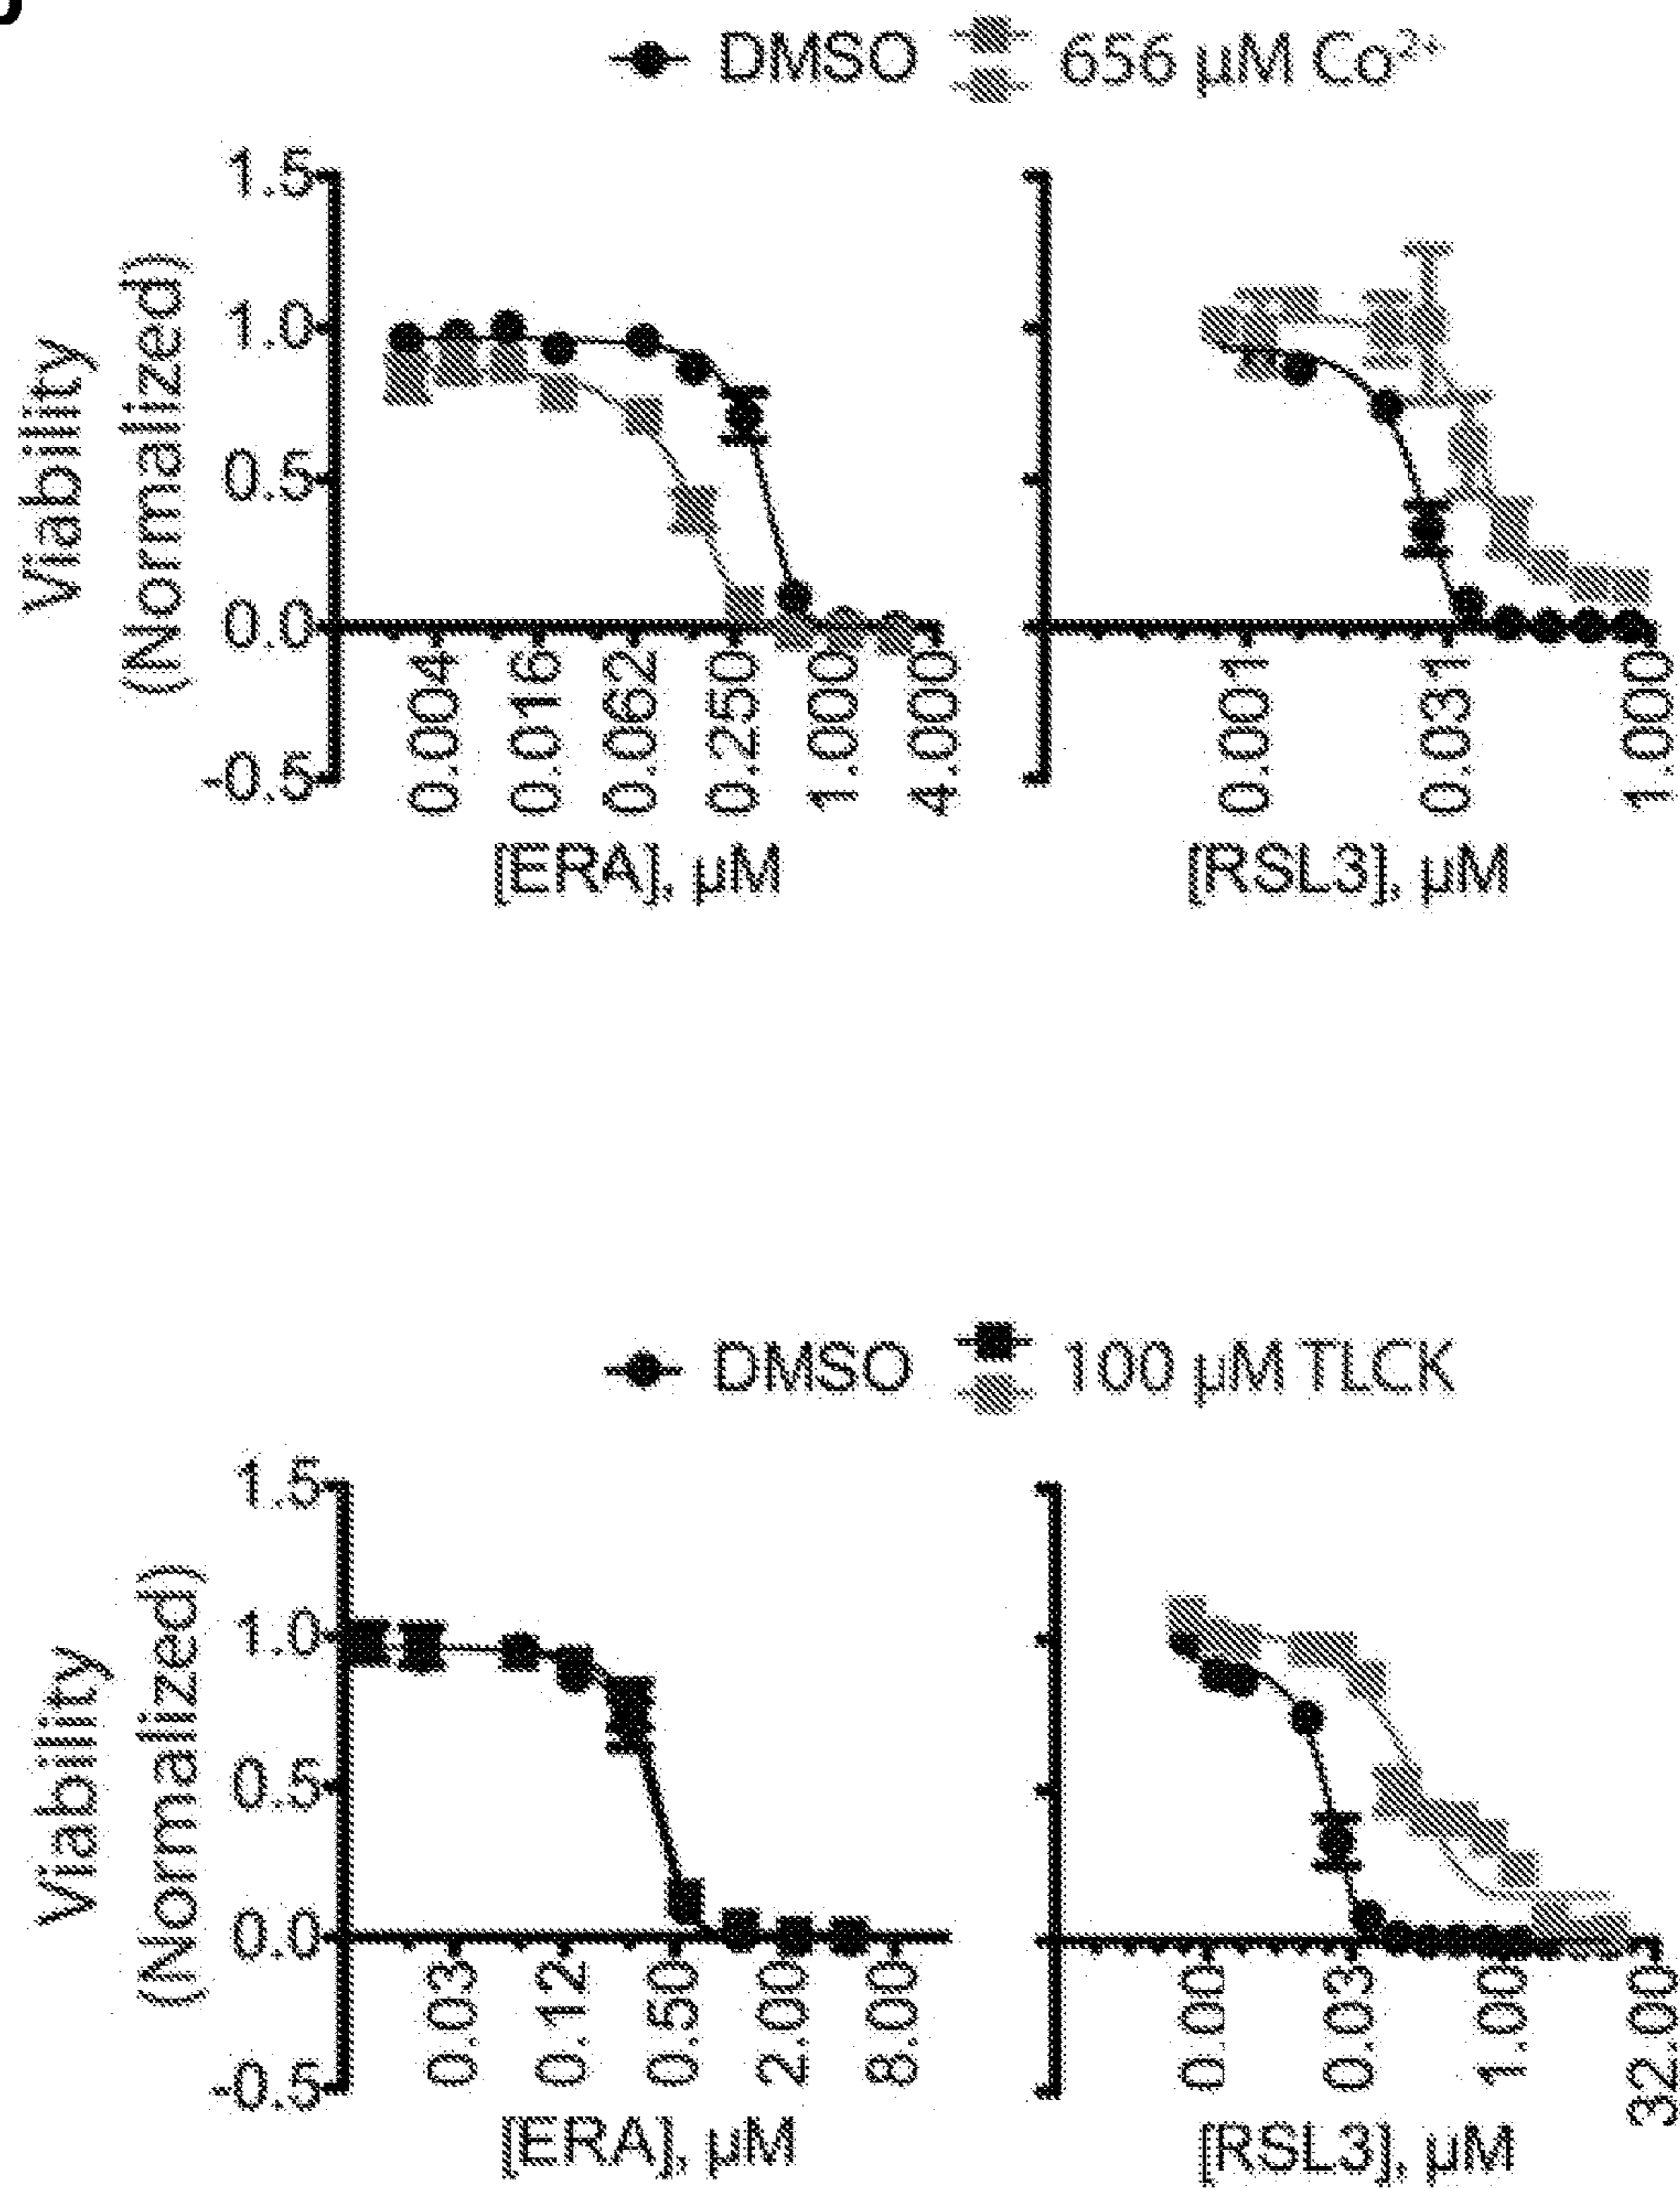 DMSO 656 µM Co²⁺
1.5
1.0
0.5
0.0
-0.5
Viability
(Normalized)
0.004 0.016 0.062 0.250 1.000 4.000
0.001 0.031 1.000
[ERA], µM
[RSL3], µM
DMSO 100 µM TLCK
1.5
1.0
0.5
0.0
-0.5
Viability
(Normalized)
0.03 0.12 0.50 2.00 8.00
0.00 0.03 1.00 32.00
[ERA], µM
[RSL3], µM